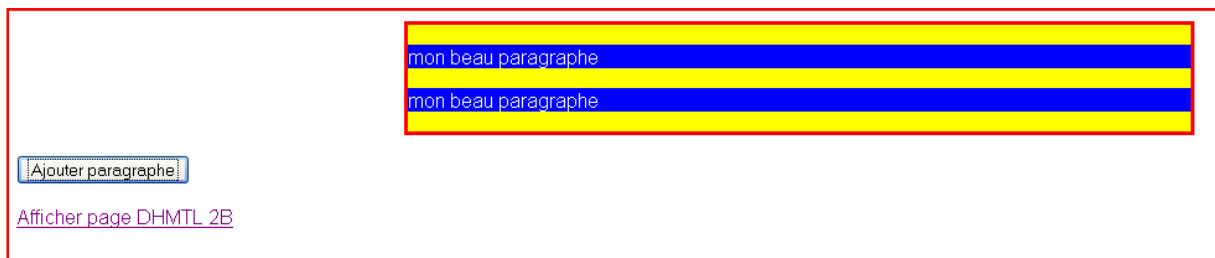 mon beau paragraphe
mon beau paragraphe
Ajouter paragraphe
Afficher page DHMTL 2B